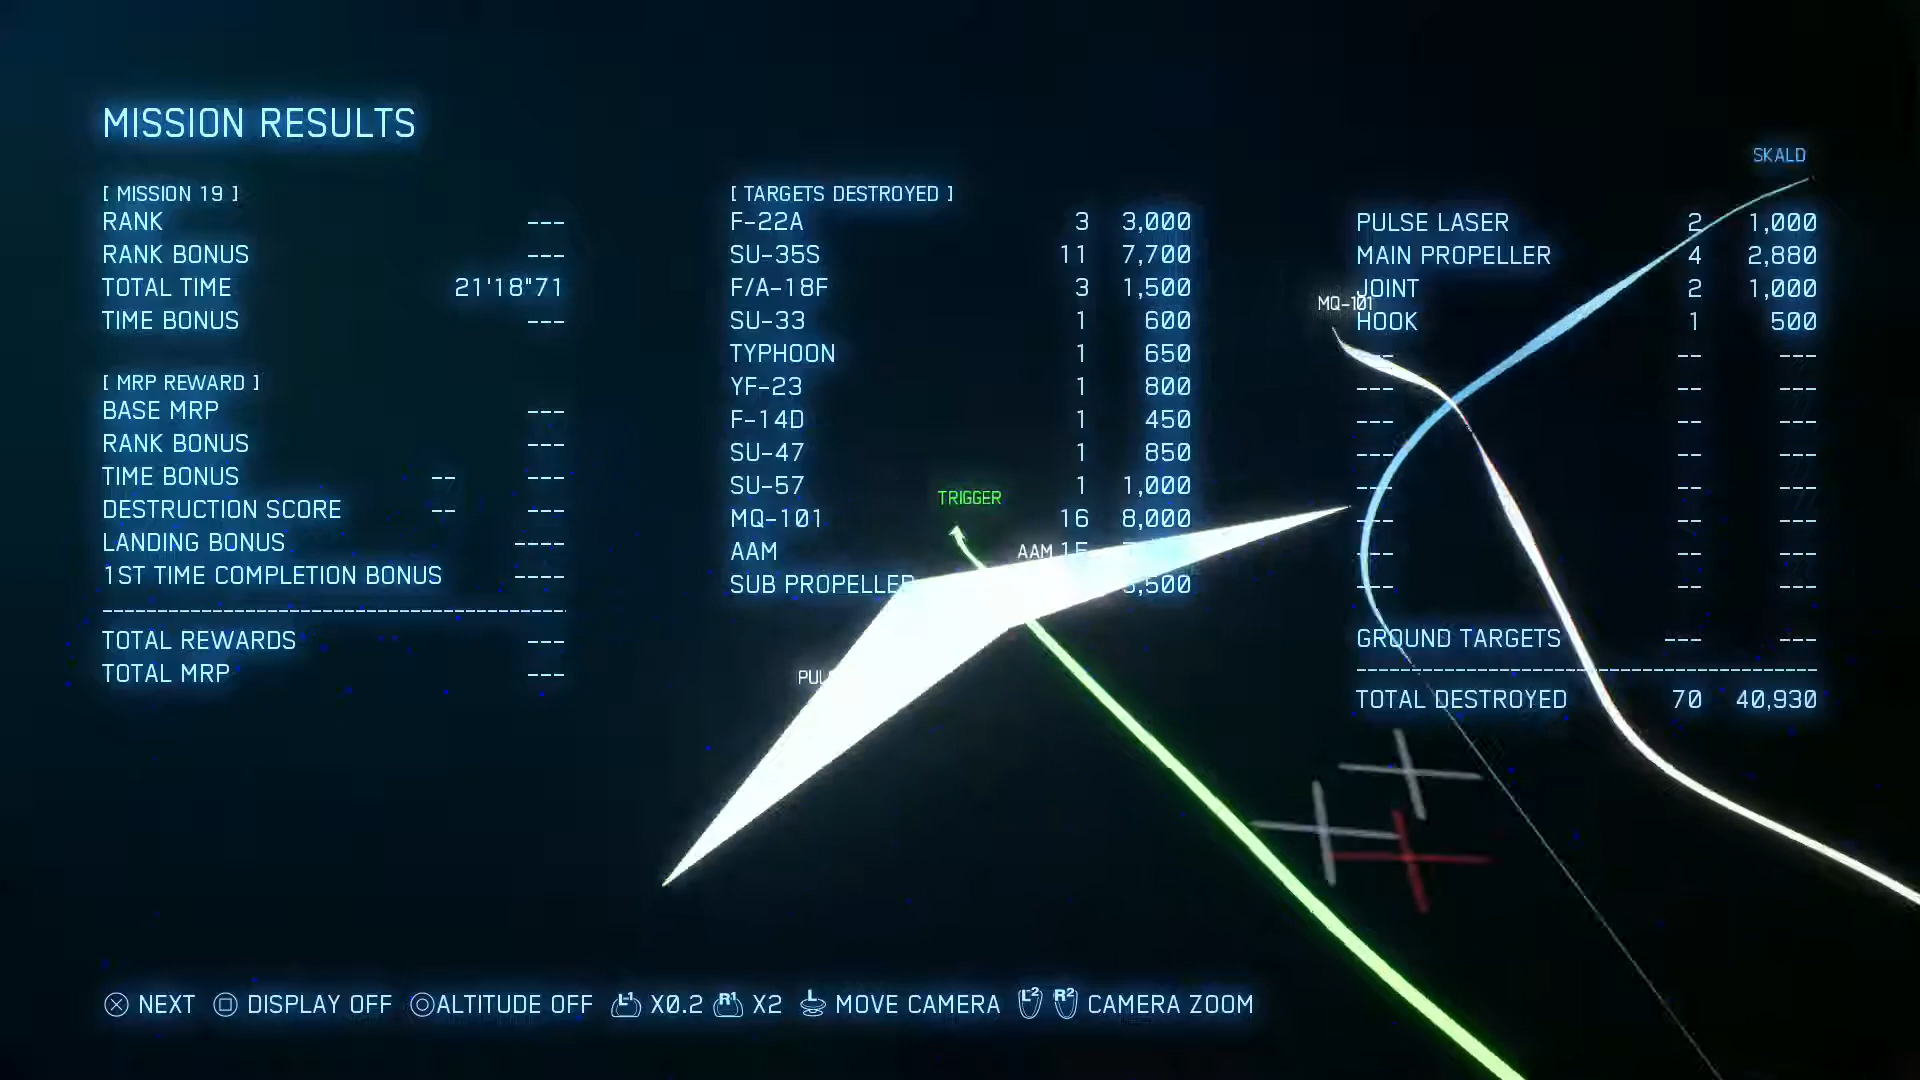 MISSION RESULTS
SKALD
[ MISSION 19 ]
RANK ---
RANK BONUS ---
TOTAL TIME 21'18"71
TIME BONUS ---
[ MRP REWARD ]
BASE MRP ---
RANK BONUS ---
TIME BONUS -- ---
DESTRUCTION SCORE -- ---
LANDING BONUS ----
1ST TIME COMPLETION BONUS ----
TOTAL REWARDS ---
TOTAL MRP ---
[ TARGETS DESTROYED ]
F-22A 3 3,000
SU-35S 11 7,700
F/A-18F 3 1,500
SU-33 1 600
TYPHOON 1 650
YF-23 1 800
F-14D 1 450
SU-47 1 850
SU-57 1 1,000
TRIGGER
MQ-101 16 8,000
AAM
AAM
SUB PROPELLER
PULSE LASER 2 1,000
MAIN PROPELLER 4 2,880
JOINT 2 1,000
MQ-101
HOOK 1 500
--- -- ---
--- -- ---
--- -- ---
--- -- ---
--- -- ---
--- -- ---
--- -- ---
--- -- ---
GROUND TARGETS --- ---
TOTAL DESTROYED 70 40,930
NEXT DISPLAY OFF ALTITUDE OFF L1 X0.2 R1 X2 L MOVE CAMERA L2 R2 CAMERA ZOOM